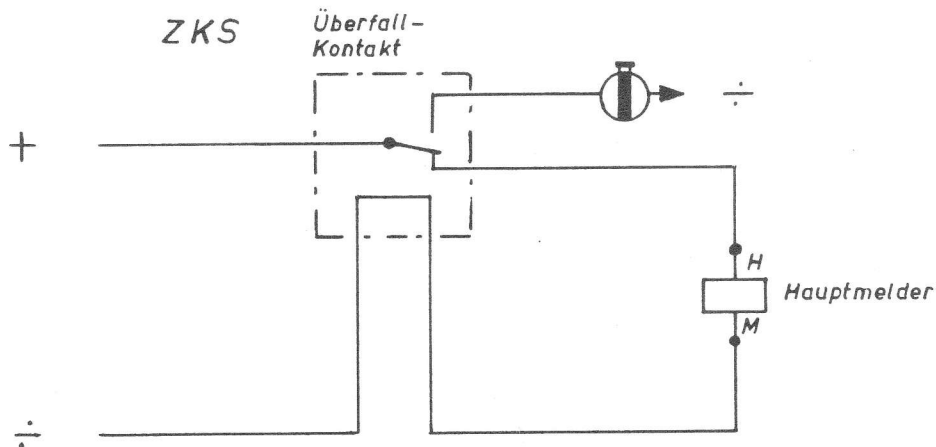 ZKS
Überfall-
Kontakt
÷
+
H
Hauptmelder
M
÷